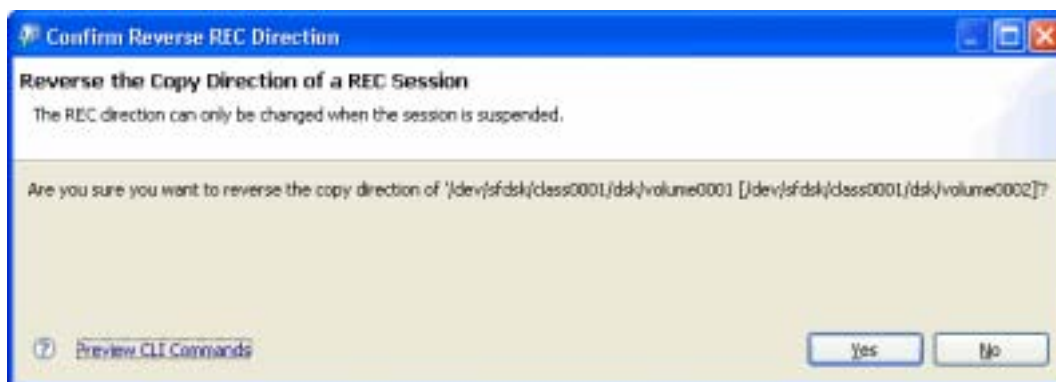 Confirm Reverse REC Direction
Reverse the Copy Direction of a REC Session
The REC direction can only be changed when the session is suspended.
Are you sure you want to reverse the copy direction of '/dev/sfdsk/class0001/dsk/volume0001 [/dev/sfdsk/class0001/dsk/volume0002]'?
Preview CLI Commands
Yes
No